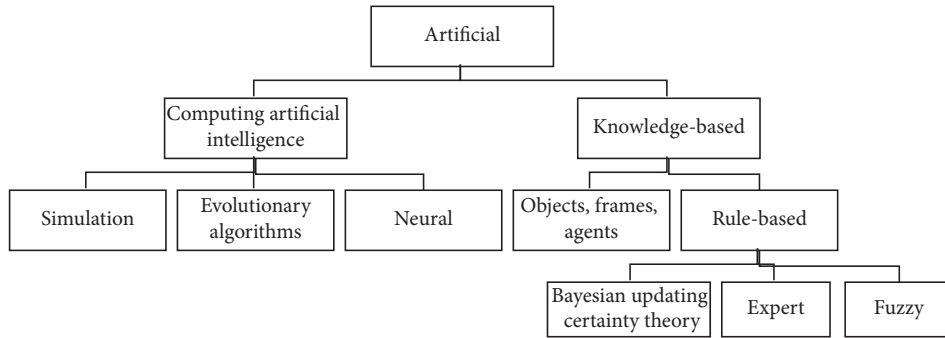 Artificial
Computing artificial
intelligence
Knowledge-based
Simulation
Evolutionary
algorithms
Neural
Objects, frames,
agents
Rule-based
Bayesian updating
certainty theory
Expert
Fuzzy